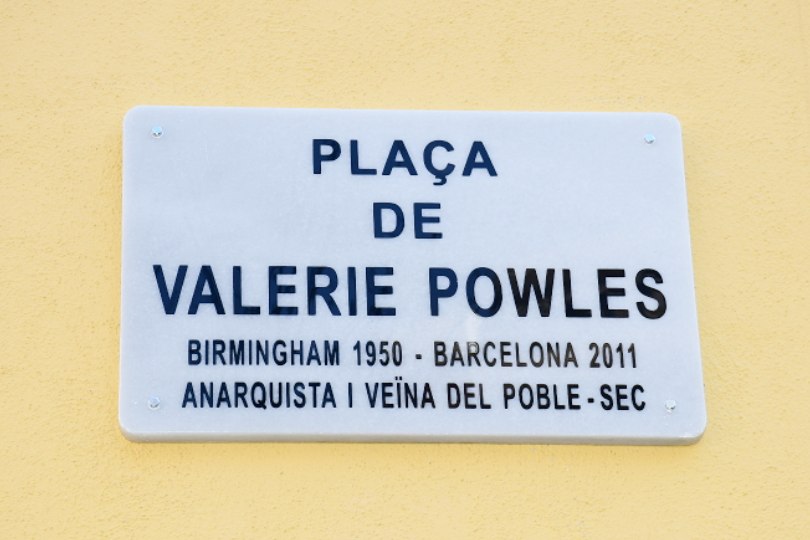 PLAÇA
DE
VALERIE POWLES
BIRMINGHAM 1950 - BARCELONA 2011
ANARQUISTA I VEÏNA DEL POBLE-SEC